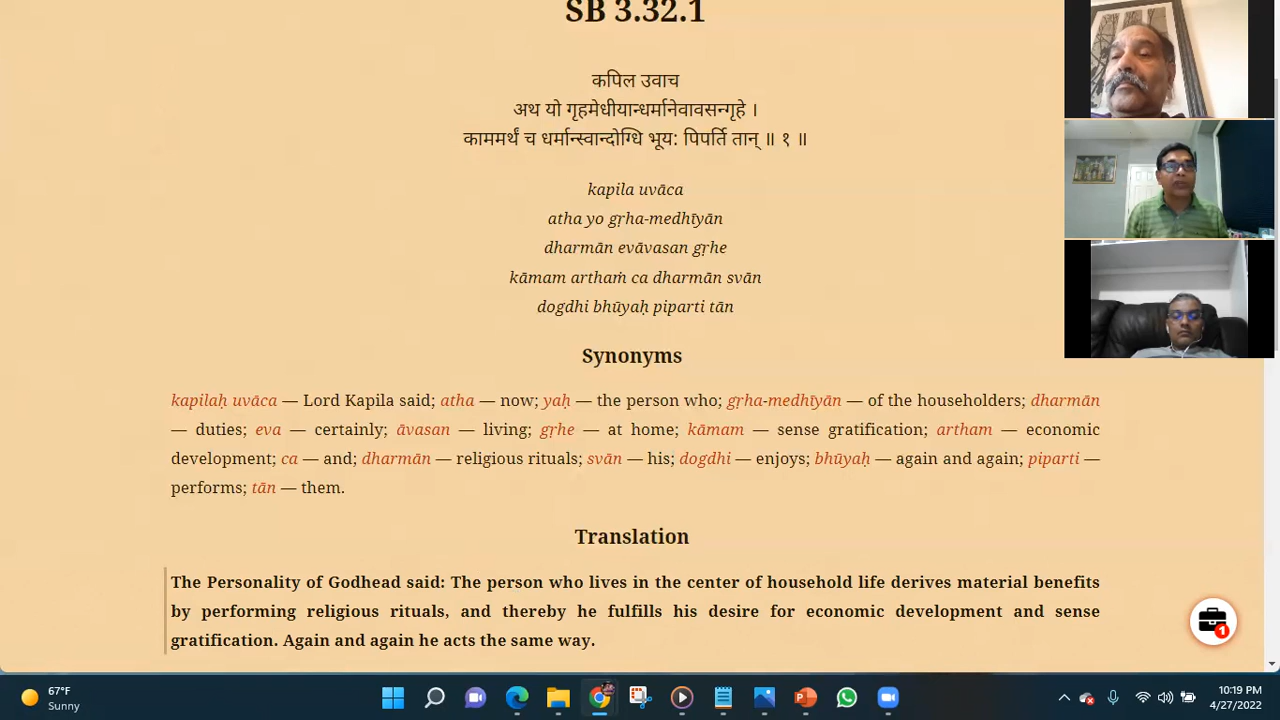 SB 3.32.1
कपिल उवाच
अथ यो गृहमेधीयान्धर्मानेवावसन्गृहे ।
काममर्थं च धर्मान्स्वान्दोग्धि भूय: पिपर्ति तान् ॥ १ ॥
kapila uvāca
atha yo gṛha-medhīyān
dharmān evāvasan gṛhe
kāmam arthaṁ ca dharmān svān
dogdhi bhūyaḥ piparti tān
Synonyms
kapilaḥ uvāca — Lord Kapila said; atha — now; yaḥ — the person who; gṛha-medhīyān — of the householders; dharmān
— duties; eva — certainly; āvasan — living; gṛhe — at home; kāmam — sense gratification; artham — economic
development; ca — and; dharmān — religious rituals; svān — his; dogdhi — enjoys; bhūyaḥ — again and again; piparti —
performs; tān — them.
Translation
The Personality of Godhead said: The person who lives in the center of household life derives material benefits
by performing religious rituals, and thereby he fulfills his desire for economic development and sense
gratification. Again and again he acts the same way.
1
67°F
Sunny
10:19 PM
4/27/2022